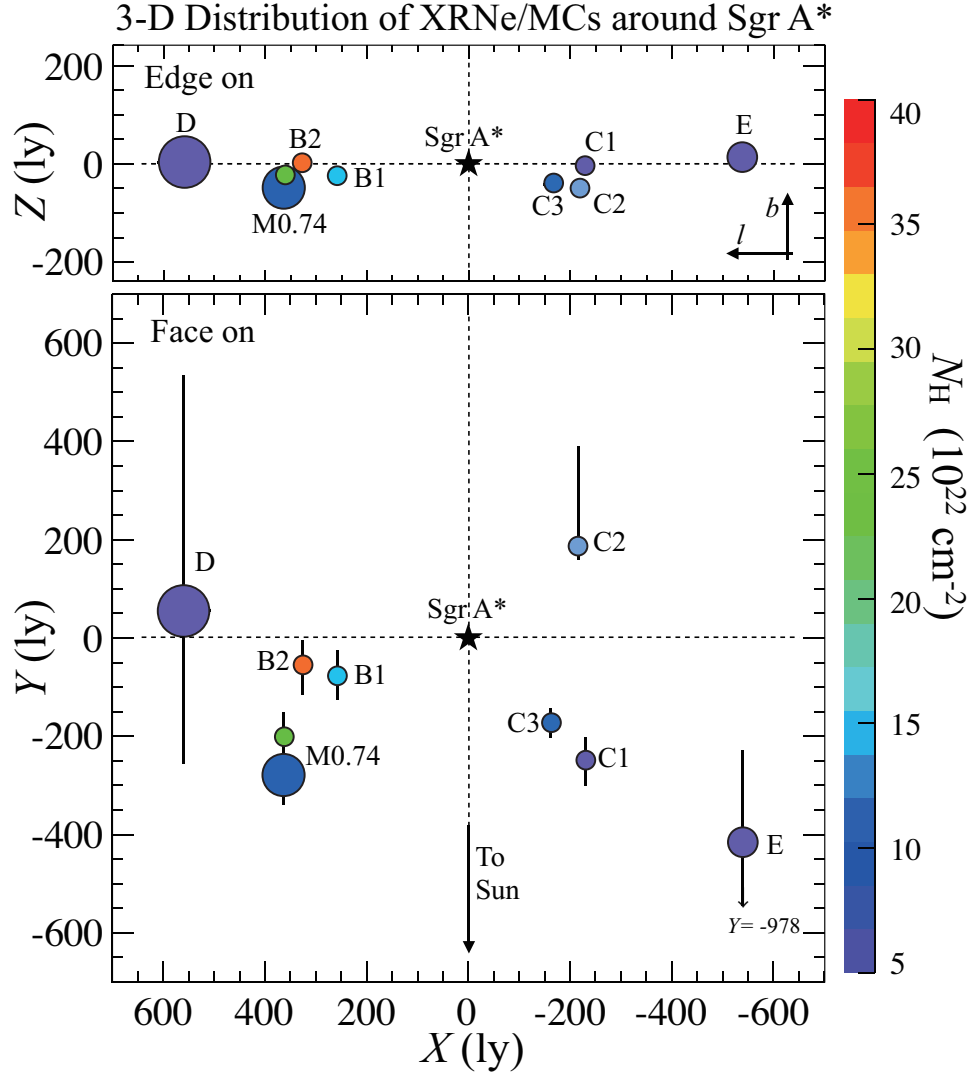 3-D Distribution of XRNe/MCs around Sgr A*
Edge on
Z (ly)
200
0
-200
D
B2
B1
M0.74
Sgr A*
C1
C2
C3
E
b
l
Face on
Y (ly)
600
400
200
0
-200
-400
-600
D
C2
Sgr A*
B2
B1
M0.74
C3
C1
E
To
Sun
Y= -978
600
400
200
0
-200
-400
-600
X (ly)
40
35
30
25
20
15
10
5
N_H (10^22 cm^-2)